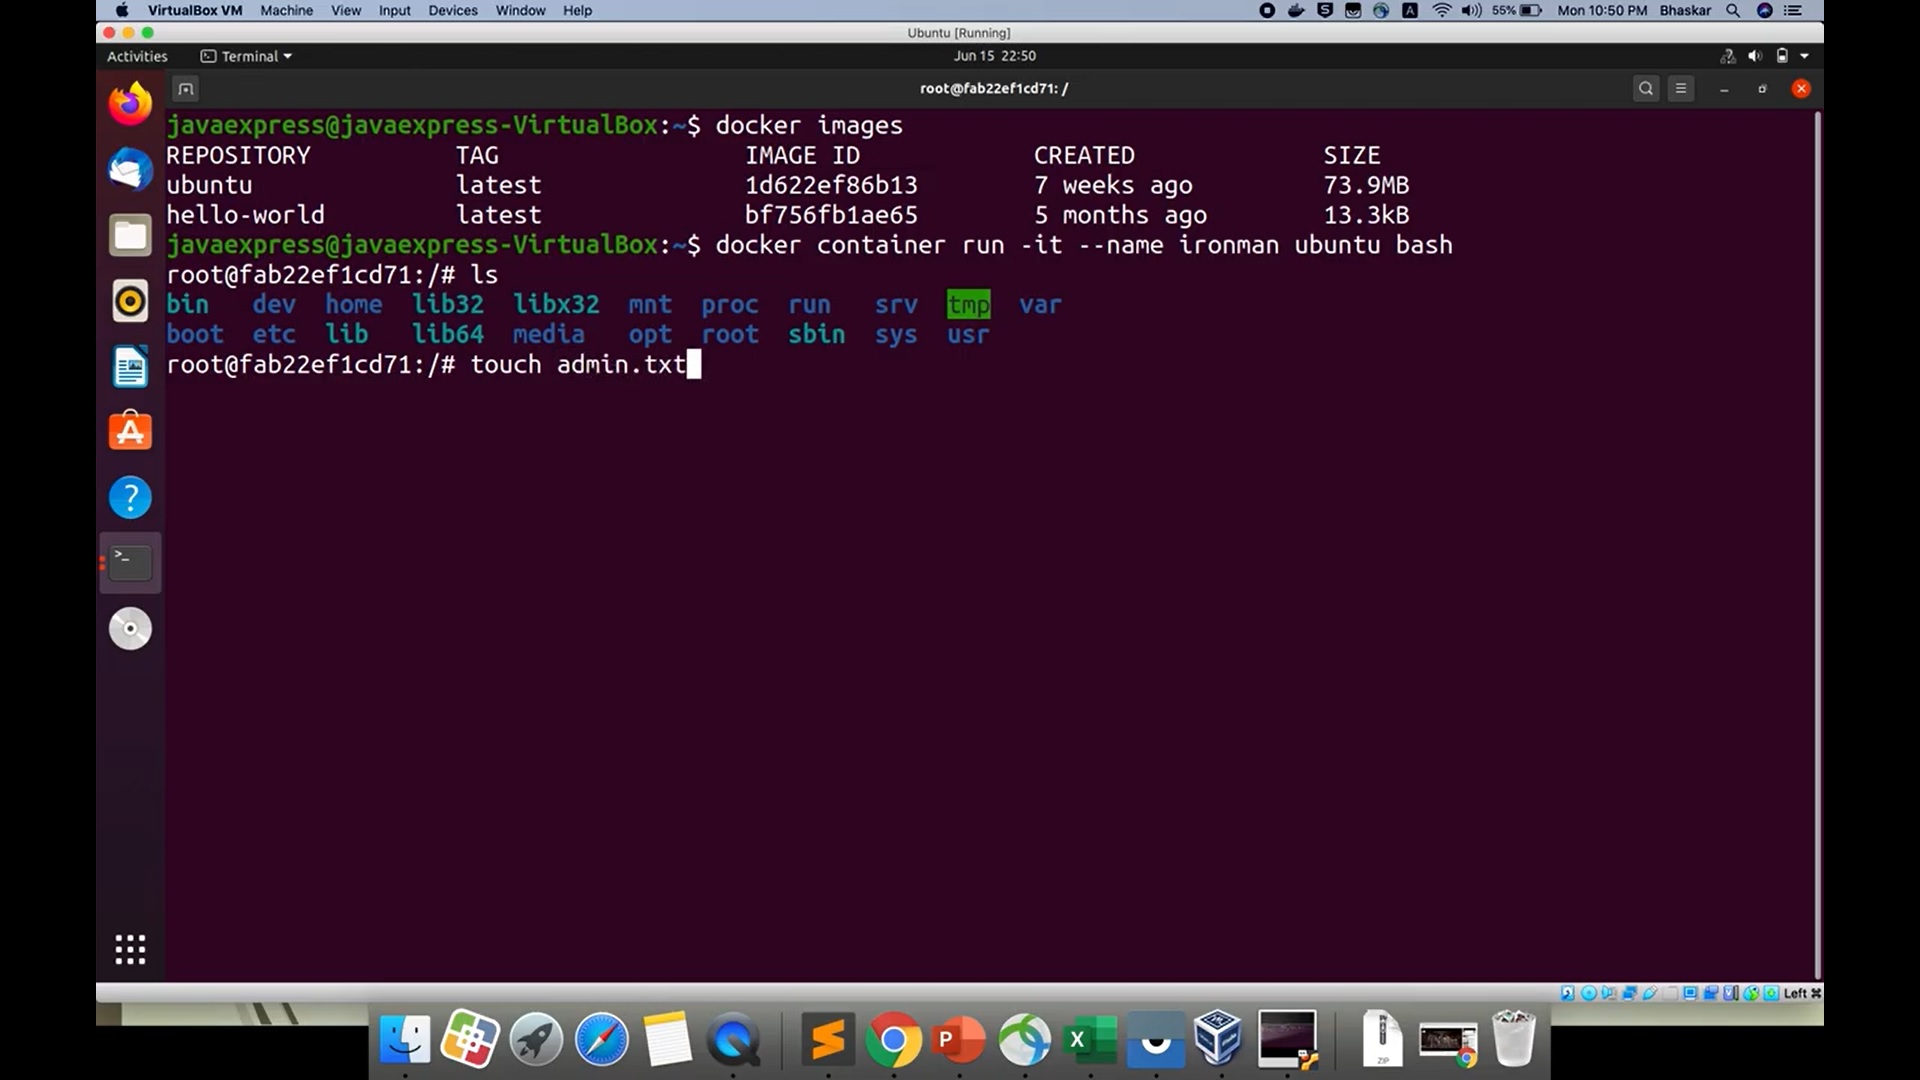 VirtualBox VM Machine View Input Devices Window Help 55% Mon 10:50 PM Bhaskar
Ubuntu [Running]
Activities Terminal Jun 15 22:50
root@fab22ef1cd71: /
javaexpress@javaexpress-VirtualBox:~$ docker images
REPOSITORY TAG IMAGE ID CREATED SIZE
ubuntu latest 1d622ef86b13 7 weeks ago 73.9MB
hello-world latest bf756fb1ae65 5 months ago 13.3kB
javaexpress@javaexpress-VirtualBox:~$ docker container run -it --name ironman ubuntu bash
root@fab22ef1cd71:/# ls
bin dev home lib32 libx32 mnt proc run srv tmp var
boot etc lib lib64 media opt root sbin sys usr
root@fab22ef1cd71:/# touch admin.txt
Left ⌘
ZIP